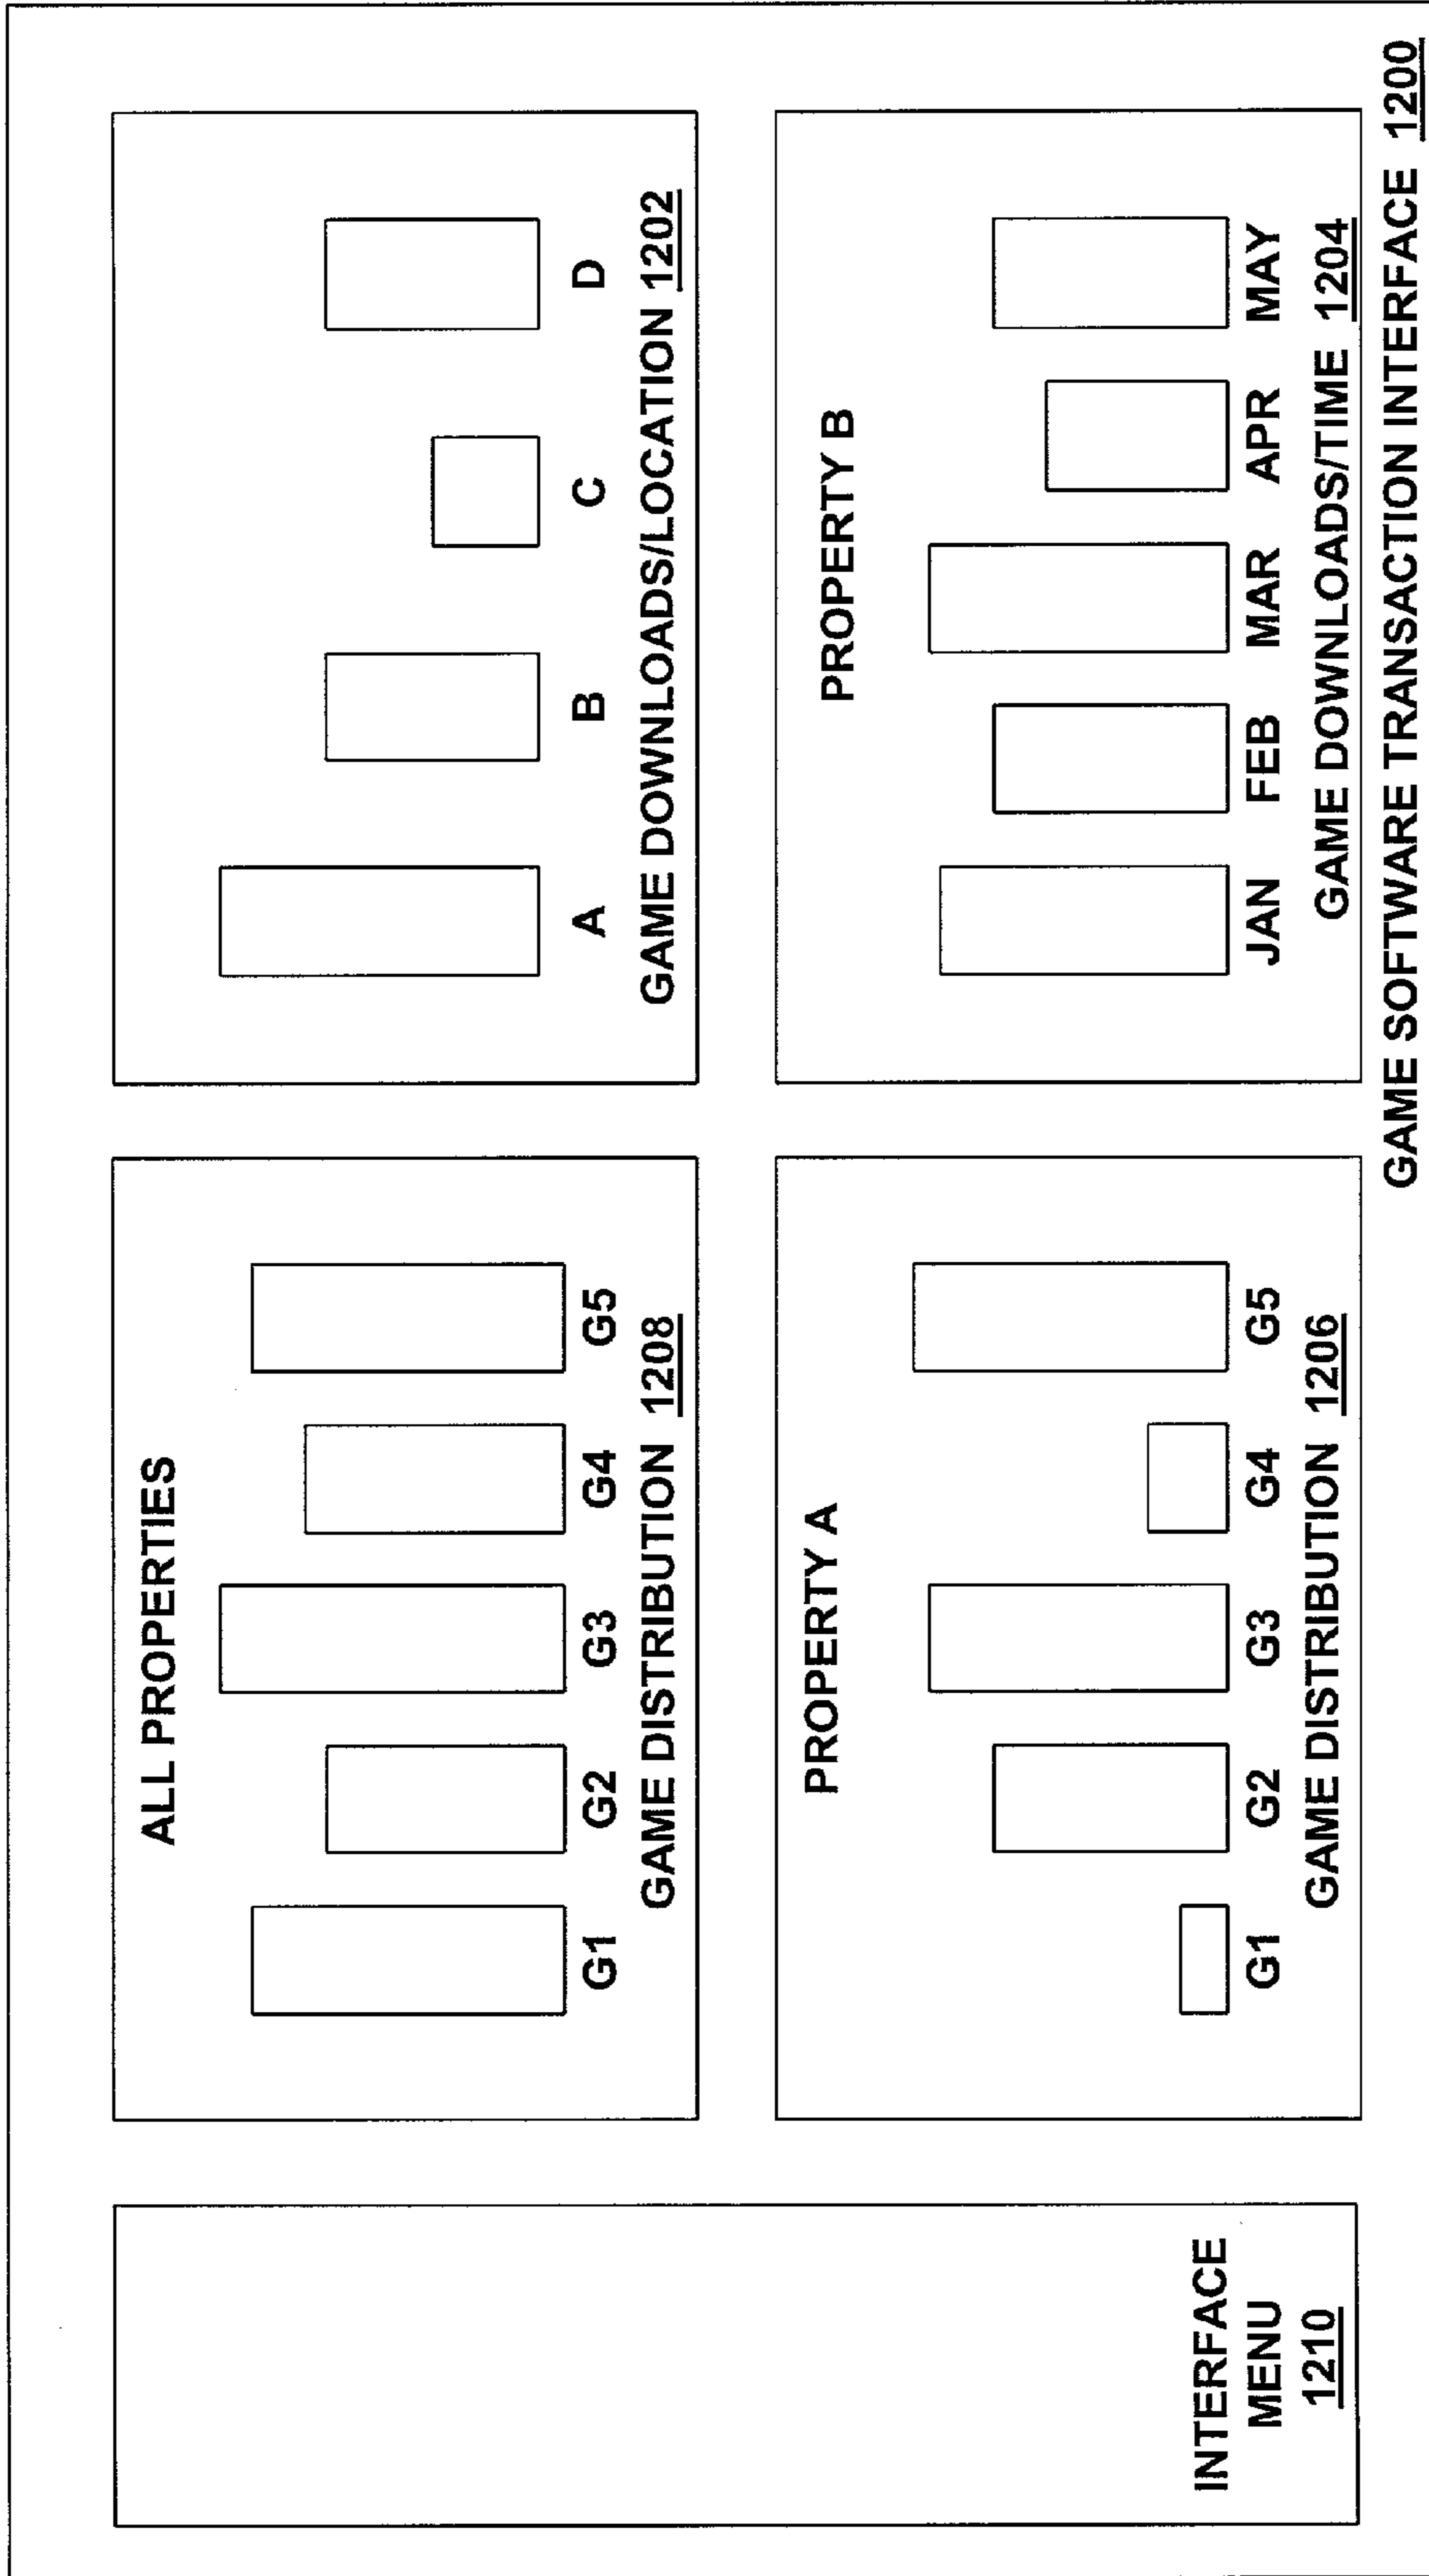 ALL PROPERTIES
G1 G2 G3 G4 G5
GAME DISTRIBUTION 1208
A B C D
GAME DOWNLOADS/LOCATION 1202
PROPERTY A
G1 G2 G3 G4 G5
GAME DISTRIBUTION 1206
PROPERTY B
JAN FEB MAR APR MAY
GAME DOWNLOADS/TIME 1204
INTERFACE
MENU
1210
GAME SOFTWARE TRANSACTION INTERFACE 1200